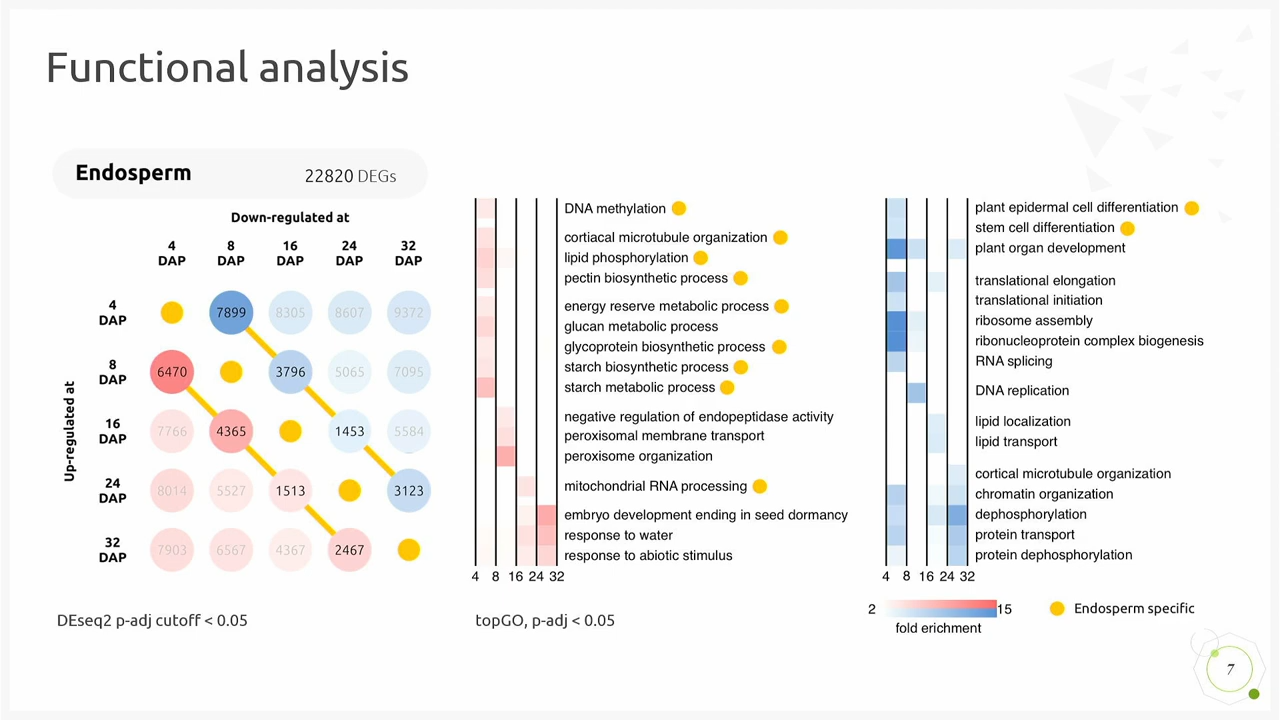 Functional analysis
Endosperm 22820 DEGs
Down-regulated at
4 DAP 8 DAP 16 DAP 24 DAP 32 DAP
Up-regulated at
4 DAP 7899 8305 8607 9372
8 DAP 6470 3796 5065 7095
16 DAP 7766 4365 1453 5584
24 DAP 8014 5527 1513 3123
32 DAP 7903 6567 4367 2467
DEseq2 p-adj cutoff < 0.05
DNA methylation
cortiacal microtubule organization
lipid phosphorylation
pectin biosynthetic process
energy reserve metabolic process
glucan metabolic process
glycoprotein biosynthetic process
starch biosynthetic process
starch metabolic process
negative regulation of endopeptidase activity
peroxisomal membrane transport
peroxisome organization
mitochondrial RNA processing
embryo development ending in seed dormancy
response to water
response to abiotic stimulus
4 8 16 24 32
topGO, p-adj < 0.05
plant epidermal cell differentiation
stem cell differentiation
plant organ development
translational elongation
translational initiation
ribosome assembly
ribonucleoprotein complex biogenesis
RNA splicing
DNA replication
lipid localization
lipid transport
cortical microtubule organization
chromatin organization
dephosphorylation
protein transport
protein dephosphorylation
4 8 16 24 32
2 15
fold erichment
Endosperm specific
7